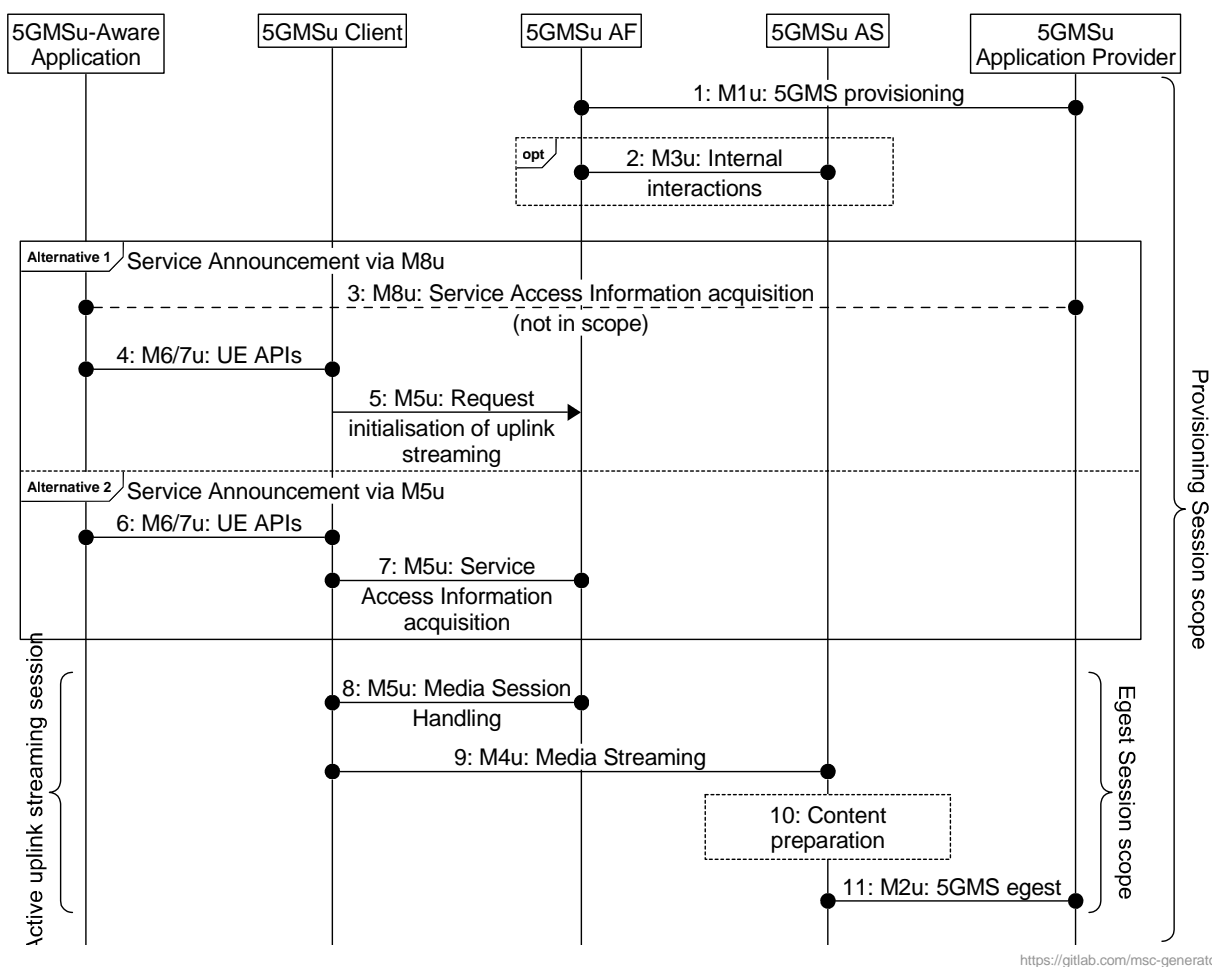 5GMSu-Aware
Application
5GMSu Client
5GMSu AF
5GMSu AS
5GMSu
Application Provider
1: M1u: 5GMS provisioning
opt
2: M3u: Internal
interactions
Alternative 1
Service Announcement via M8u
3: M8u: Service Access Information acquisition
(not in scope)
4: M6/7u: UE APIs
5: M5u: Request
initialisation of uplink
streaming
Alternative 2
Service Announcement via M5u
6: M6/7u: UE APIs
7: M5u: Service
Access Information
acquisition
8: M5u: Media Session
Handling
9: M4u: Media Streaming
10: Content
preparation
11: M2u: 5GMS egest
Active uplink streaming session
Egest Session scope
Provisioning Session scope
https://gitlab.com/msc-generato